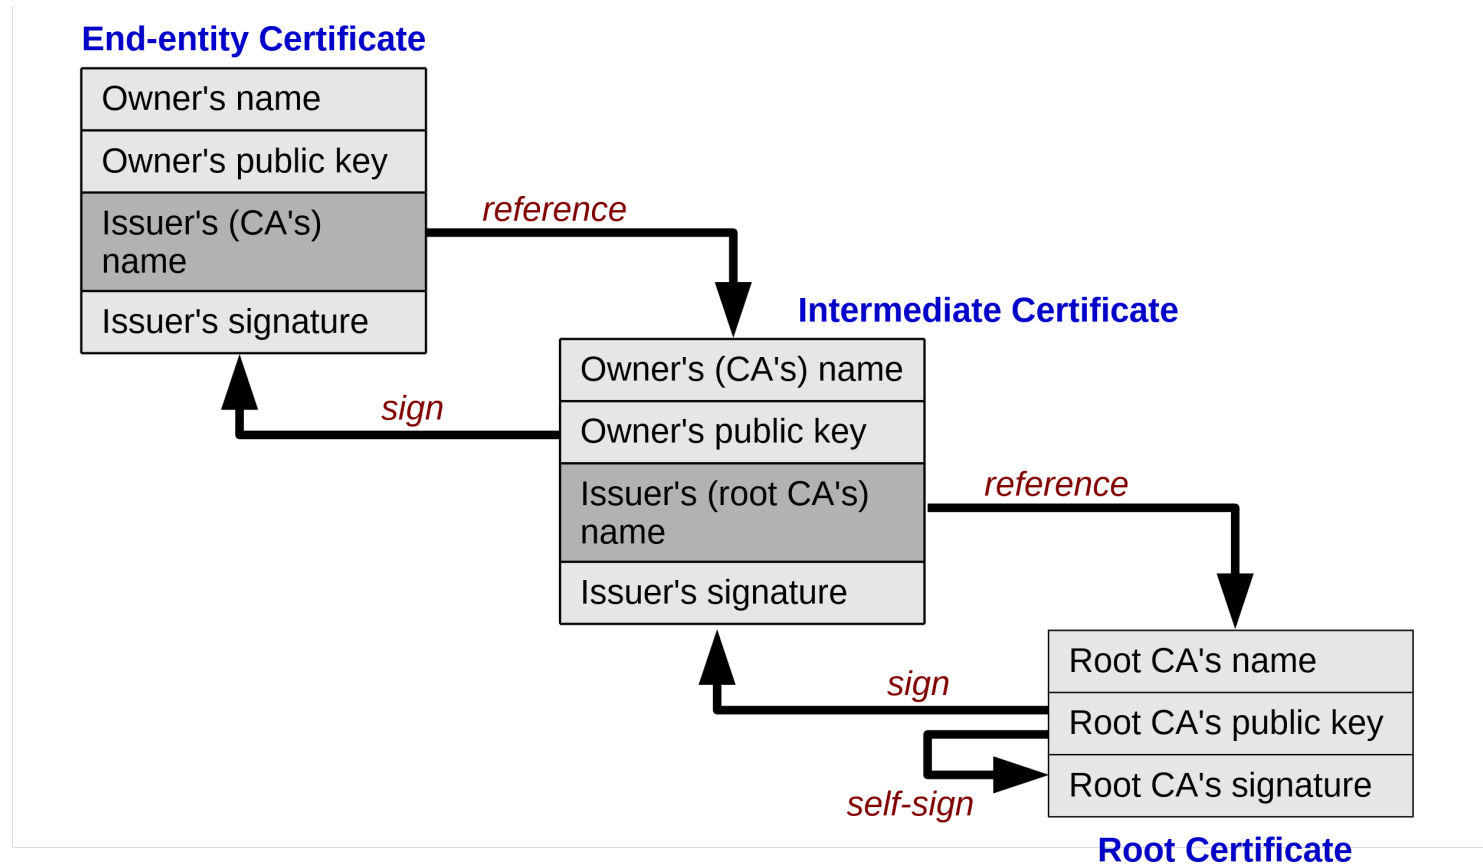 End-entity Certificate
Owner's name
Owner's public key
Issuer's (CA's)
name
Issuer's signature
reference
sign
Intermediate Certificate
Owner's (CA's) name
Owner's public key
Issuer's (root CA's)
name
Issuer's signature
reference
sign
self-sign
Root CA's name
Root CA's public key
Root CA's signature
Root Certificate